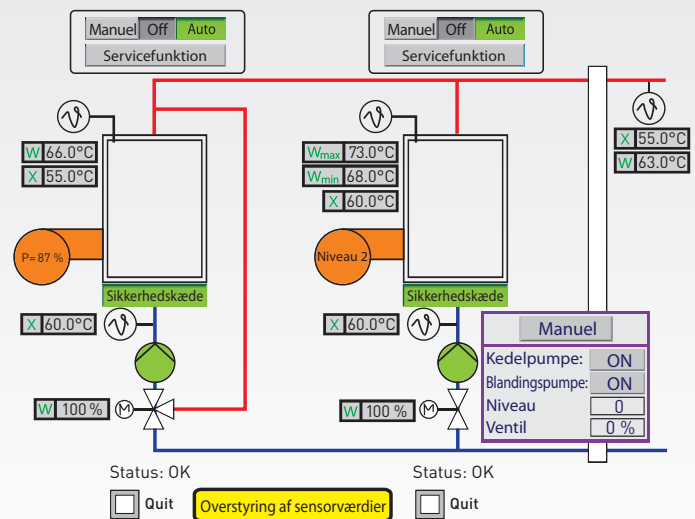 Manuel Off Auto
Servicefunktion
Manuel Off Auto
Servicefunktion
W 66.0°C
X 55.0°C
Wmax 73.0°C
Wmin 68.0°C
X 60.0°C
X 55.0°C
W 63.0°C
P=87 %
Niveau 2
Sikkerhedskæde
Sikkerhedskæde
X 60.0°C
X 60.0°C
W 100 %
M
W 100 %
M
Manuel
Kedelpumpe: ON
Blandingspumpe: ON
Niveau 0
Ventil 0 %
Status: OK
Status: OK
Quit
Overstyring af sensorværdier
Quit